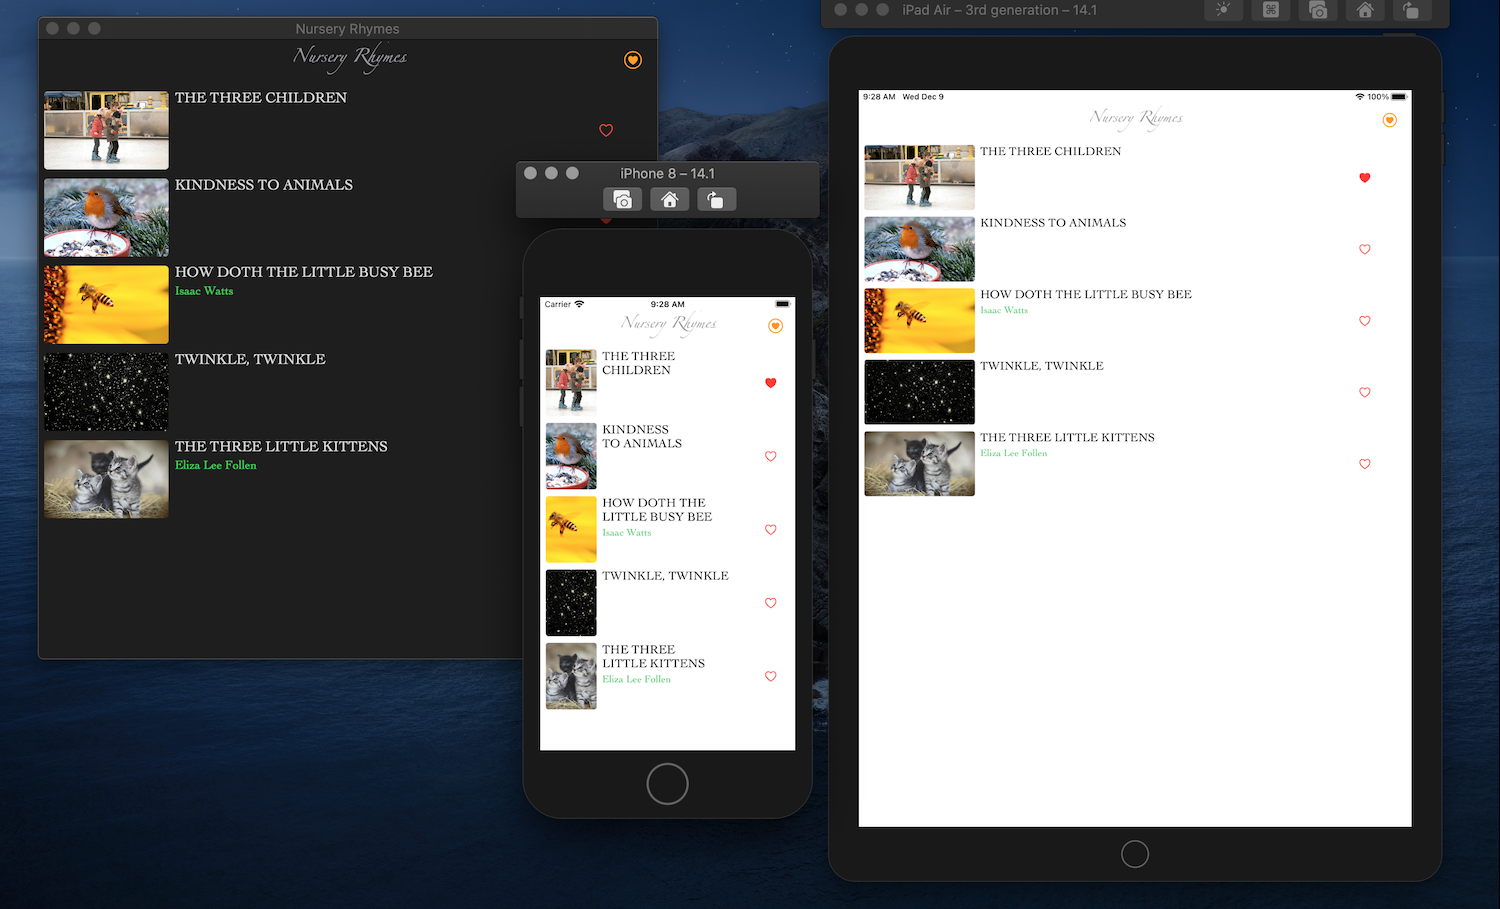 Nursery Rhymes
Nursery Rhymes
THE THREE CHILDREN
KINDNESS TO ANIMALS
HOW DOTH THE LITTLE BUSY BEE
Isaac Watts
TWINKLE, TWINKLE
THE THREE LITTLE KITTENS
Eliza Lee Follen
iPhone 8 – 14.1
Carrier
9:28 AM
Nursery Rhymes
THE THREE
CHILDREN
KINDNESS
TO ANIMALS
HOW DOTH THE
LITTLE BUSY BEE
Isaac Watts
TWINKLE, TWINKLE
THE THREE
LITTLE KITTENS
Eliza Lee Follen
iPad Air – 3rd generation – 14.1
9:28 AM Wed Dec 9
100%
Nursery Rhymes
THE THREE CHILDREN
KINDNESS TO ANIMALS
HOW DOTH THE LITTLE BUSY BEE
Isaac Watts
TWINKLE, TWINKLE
THE THREE LITTLE KITTENS
Eliza Lee Follen